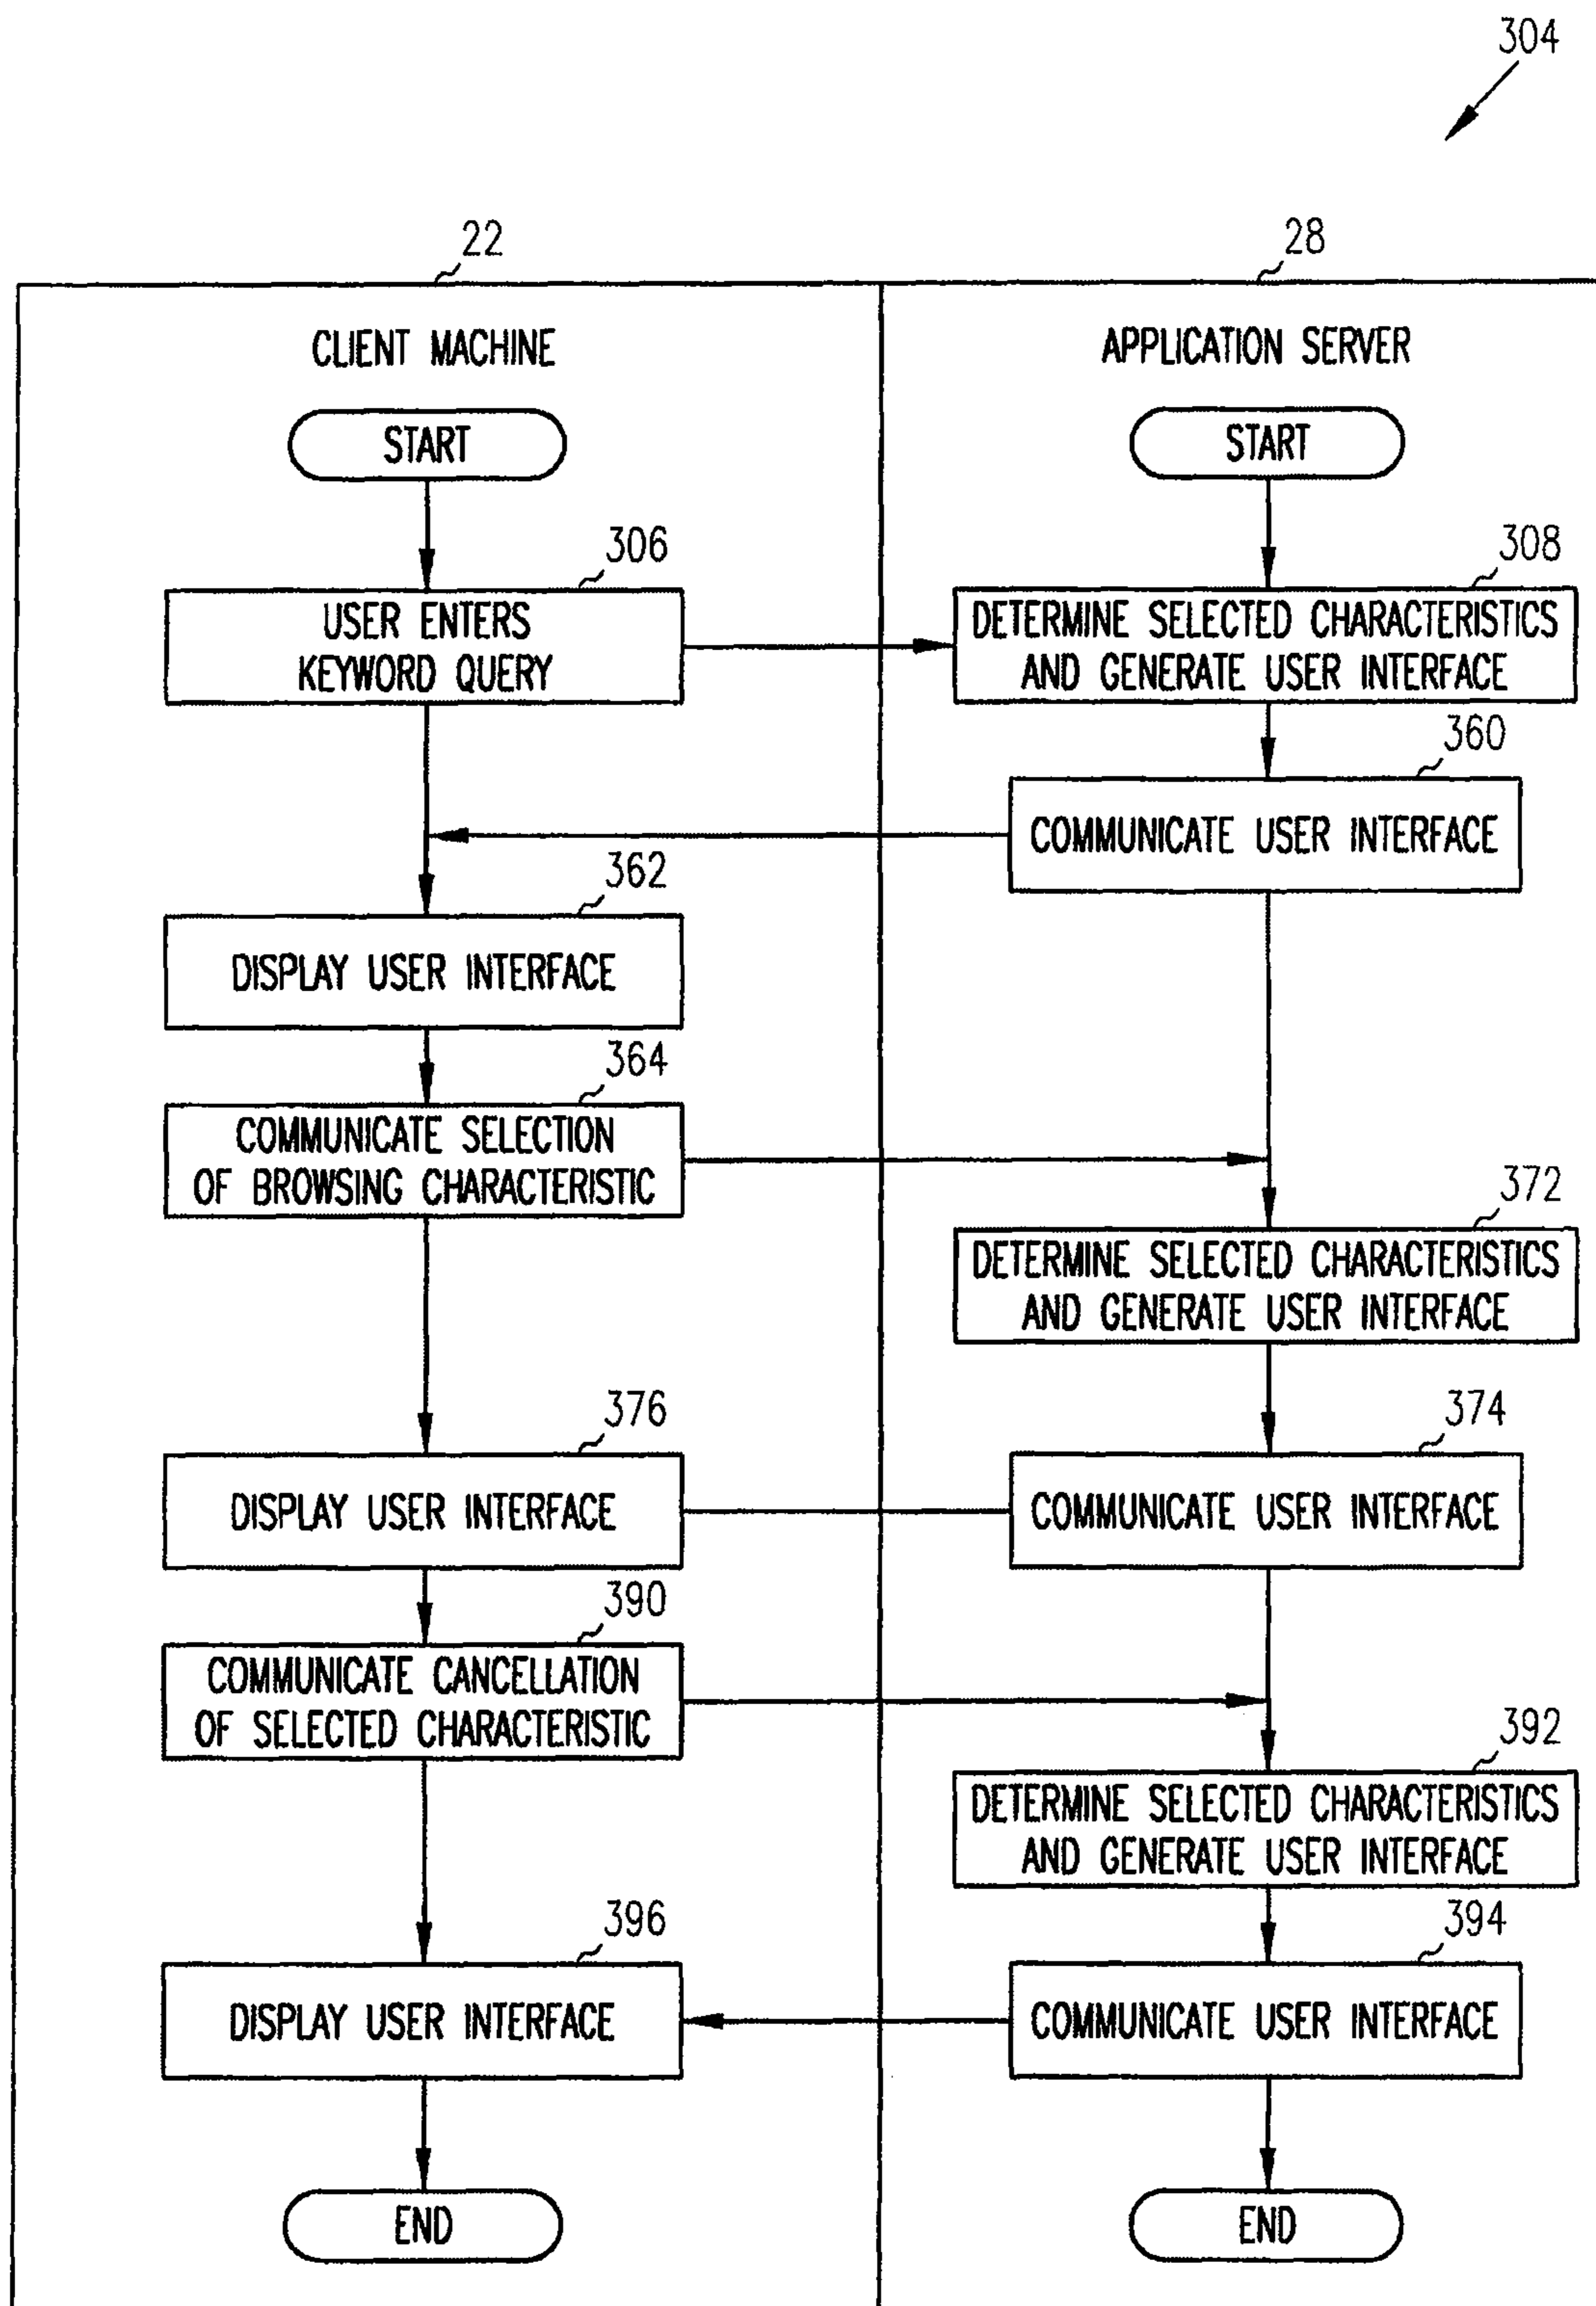 304
22
28
CLIENT MACHINE
APPLICATION SERVER
START
START
306
308
USER ENTERS
KEYWORD QUERY
DETERMINE SELECTED CHARACTERISTICS
AND GENERATE USER INTERFACE
360
COMMUNICATE USER INTERFACE
362
DISPLAY USER INTERFACE
364
COMMUNICATE SELECTION
OF BROWSING CHARACTERISTIC
372
DETERMINE SELECTED CHARACTERISTICS
AND GENERATE USER INTERFACE
376
374
DISPLAY USER INTERFACE
COMMUNICATE USER INTERFACE
390
COMMUNICATE CANCELLATION
OF SELECTED CHARACTERISTIC
392
DETERMINE SELECTED CHARACTERISTICS
AND GENERATE USER INTERFACE
396
394
DISPLAY USER INTERFACE
COMMUNICATE USER INTERFACE
END
END